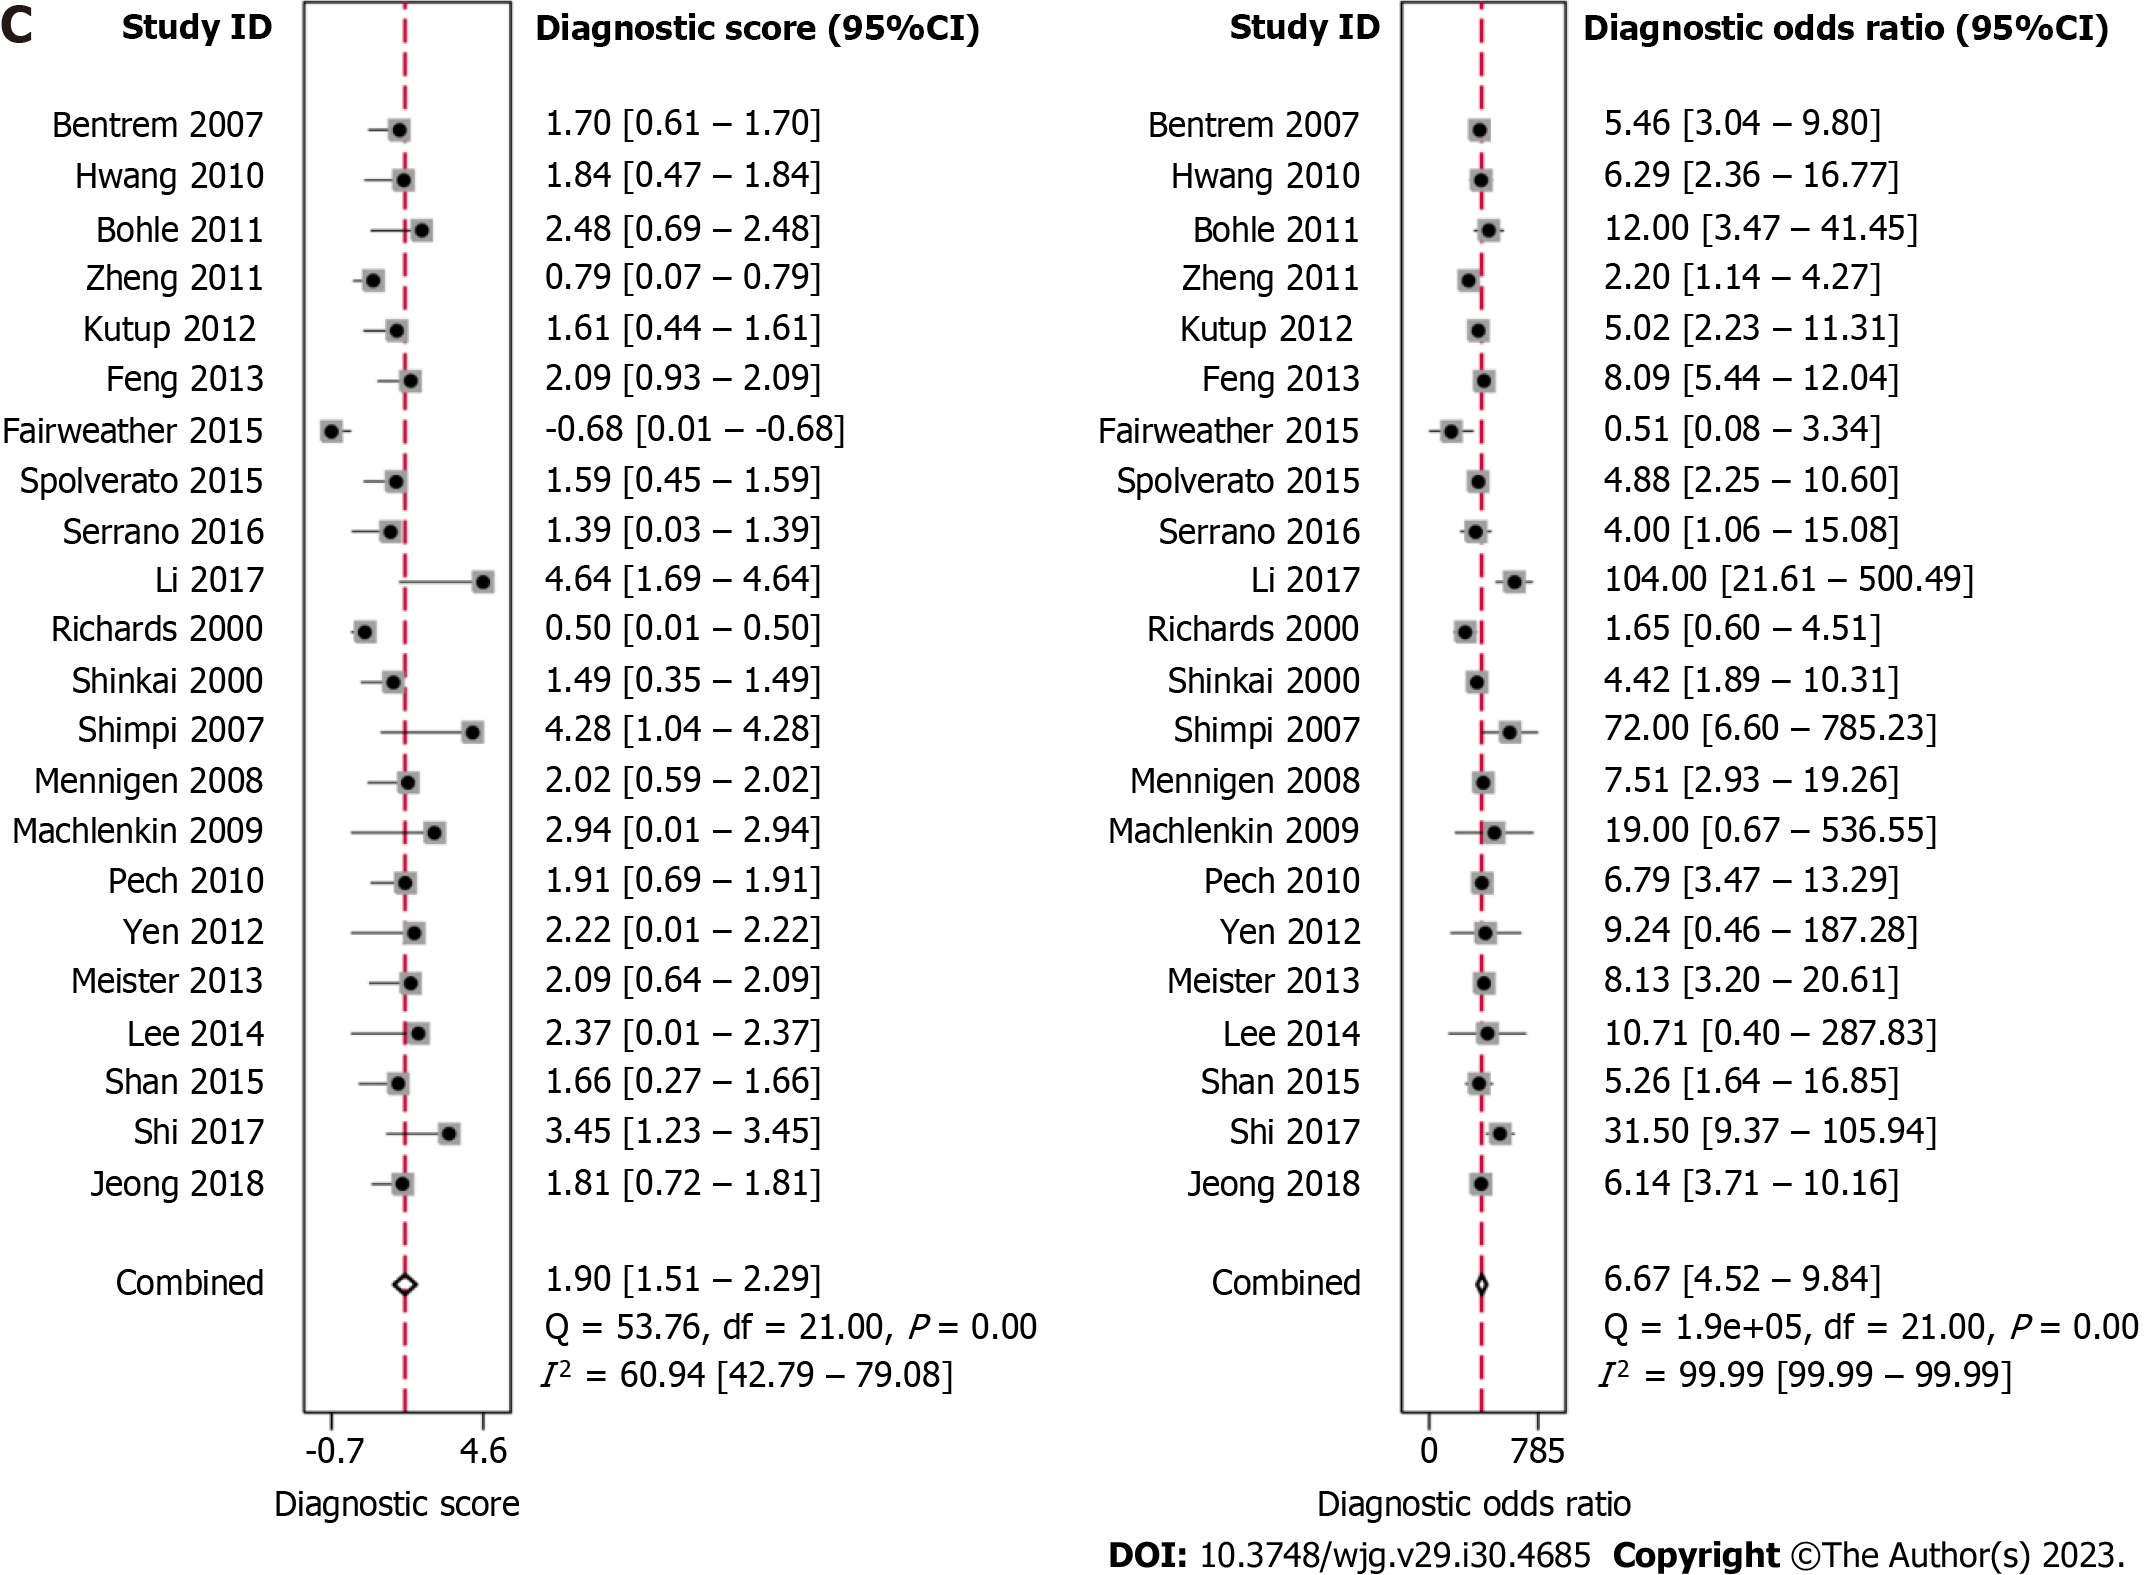 C Study ID Diagnostic score (95%CI) Study ID Diagnostic odds ratio (95%CI)
Bentrem 2007 1.70 [0.61 – 1.70] Bentrem 2007 5.46 [3.04 – 9.80]
Hwang 2010 1.84 [0.47 – 1.84] Hwang 2010 6.29 [2.36 – 16.77]
Bohle 2011 2.48 [0.69 – 2.48] Bohle 2011 12.00 [3.47 – 41.45]
Zheng 2011 0.79 [0.07 – 0.79] Zheng 2011 2.20 [1.14 – 4.27]
Kutup 2012 1.61 [0.44 – 1.61] Kutup 2012 5.02 [2.23 – 11.31]
Feng 2013 2.09 [0.93 – 2.09] Feng 2013 8.09 [5.44 – 12.04]
Fairweather 2015 -0.68 [0.01 – -0.68] Fairweather 2015 0.51 [0.08 – 3.34]
Spolverato 2015 1.59 [0.45 – 1.59] Spolverato 2015 4.88 [2.25 – 10.60]
Serrano 2016 1.39 [0.03 – 1.39] Serrano 2016 4.00 [1.06 – 15.08]
Li 2017 4.64 [1.69 – 4.64] Li 2017 104.00 [21.61 – 500.49]
Richards 2000 0.50 [0.01 – 0.50] Richards 2000 1.65 [0.60 – 4.51]
Shinkai 2000 1.49 [0.35 – 1.49] Shinkai 2000 4.42 [1.89 – 10.31]
Shimpi 2007 4.28 [1.04 – 4.28] Shimpi 2007 72.00 [6.60 – 785.23]
Mennigen 2008 2.02 [0.59 – 2.02] Mennigen 2008 7.51 [2.93 – 19.26]
Machlenkin 2009 2.94 [0.01 – 2.94] Machlenkin 2009 19.00 [0.67 – 536.55]
Pech 2010 1.91 [0.69 – 1.91] Pech 2010 6.79 [3.47 – 13.29]
Yen 2012 2.22 [0.01 – 2.22] Yen 2012 9.24 [0.46 – 187.28]
Meister 2013 2.09 [0.64 – 2.09] Meister 2013 8.13 [3.20 – 20.61]
Lee 2014 2.37 [0.01 – 2.37] Lee 2014 10.71 [0.40 – 287.83]
Shan 2015 1.66 [0.27 – 1.66] Shan 2015 5.26 [1.64 – 16.85]
Shi 2017 3.45 [1.23 – 3.45] Shi 2017 31.50 [9.37 – 105.94]
Jeong 2018 1.81 [0.72 – 1.81] Jeong 2018 6.14 [3.71 – 10.16]
Combined 1.90 [1.51 – 2.29] Combined 6.67 [4.52 – 9.84]
Q = 53.76, df = 21.00, P = 0.00 Q = 1.9e+05, df = 21.00, P = 0.00
I² = 60.94 [42.79 – 79.08] I² = 99.99 [99.99 – 99.99]
-0.7 4.6 0 785
Diagnostic score Diagnostic odds ratio
DOI: 10.3748/wjg.v29.i30.4685 Copyright ©The Author(s) 2023.